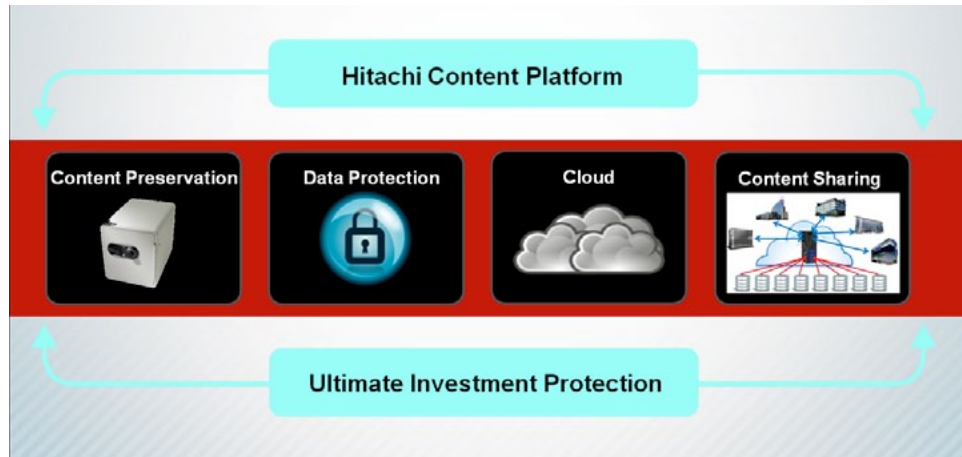 Hitachi Content Platform
Content Preservation
Data Protection
Cloud
Content Sharing
Ultimate Investment Protection